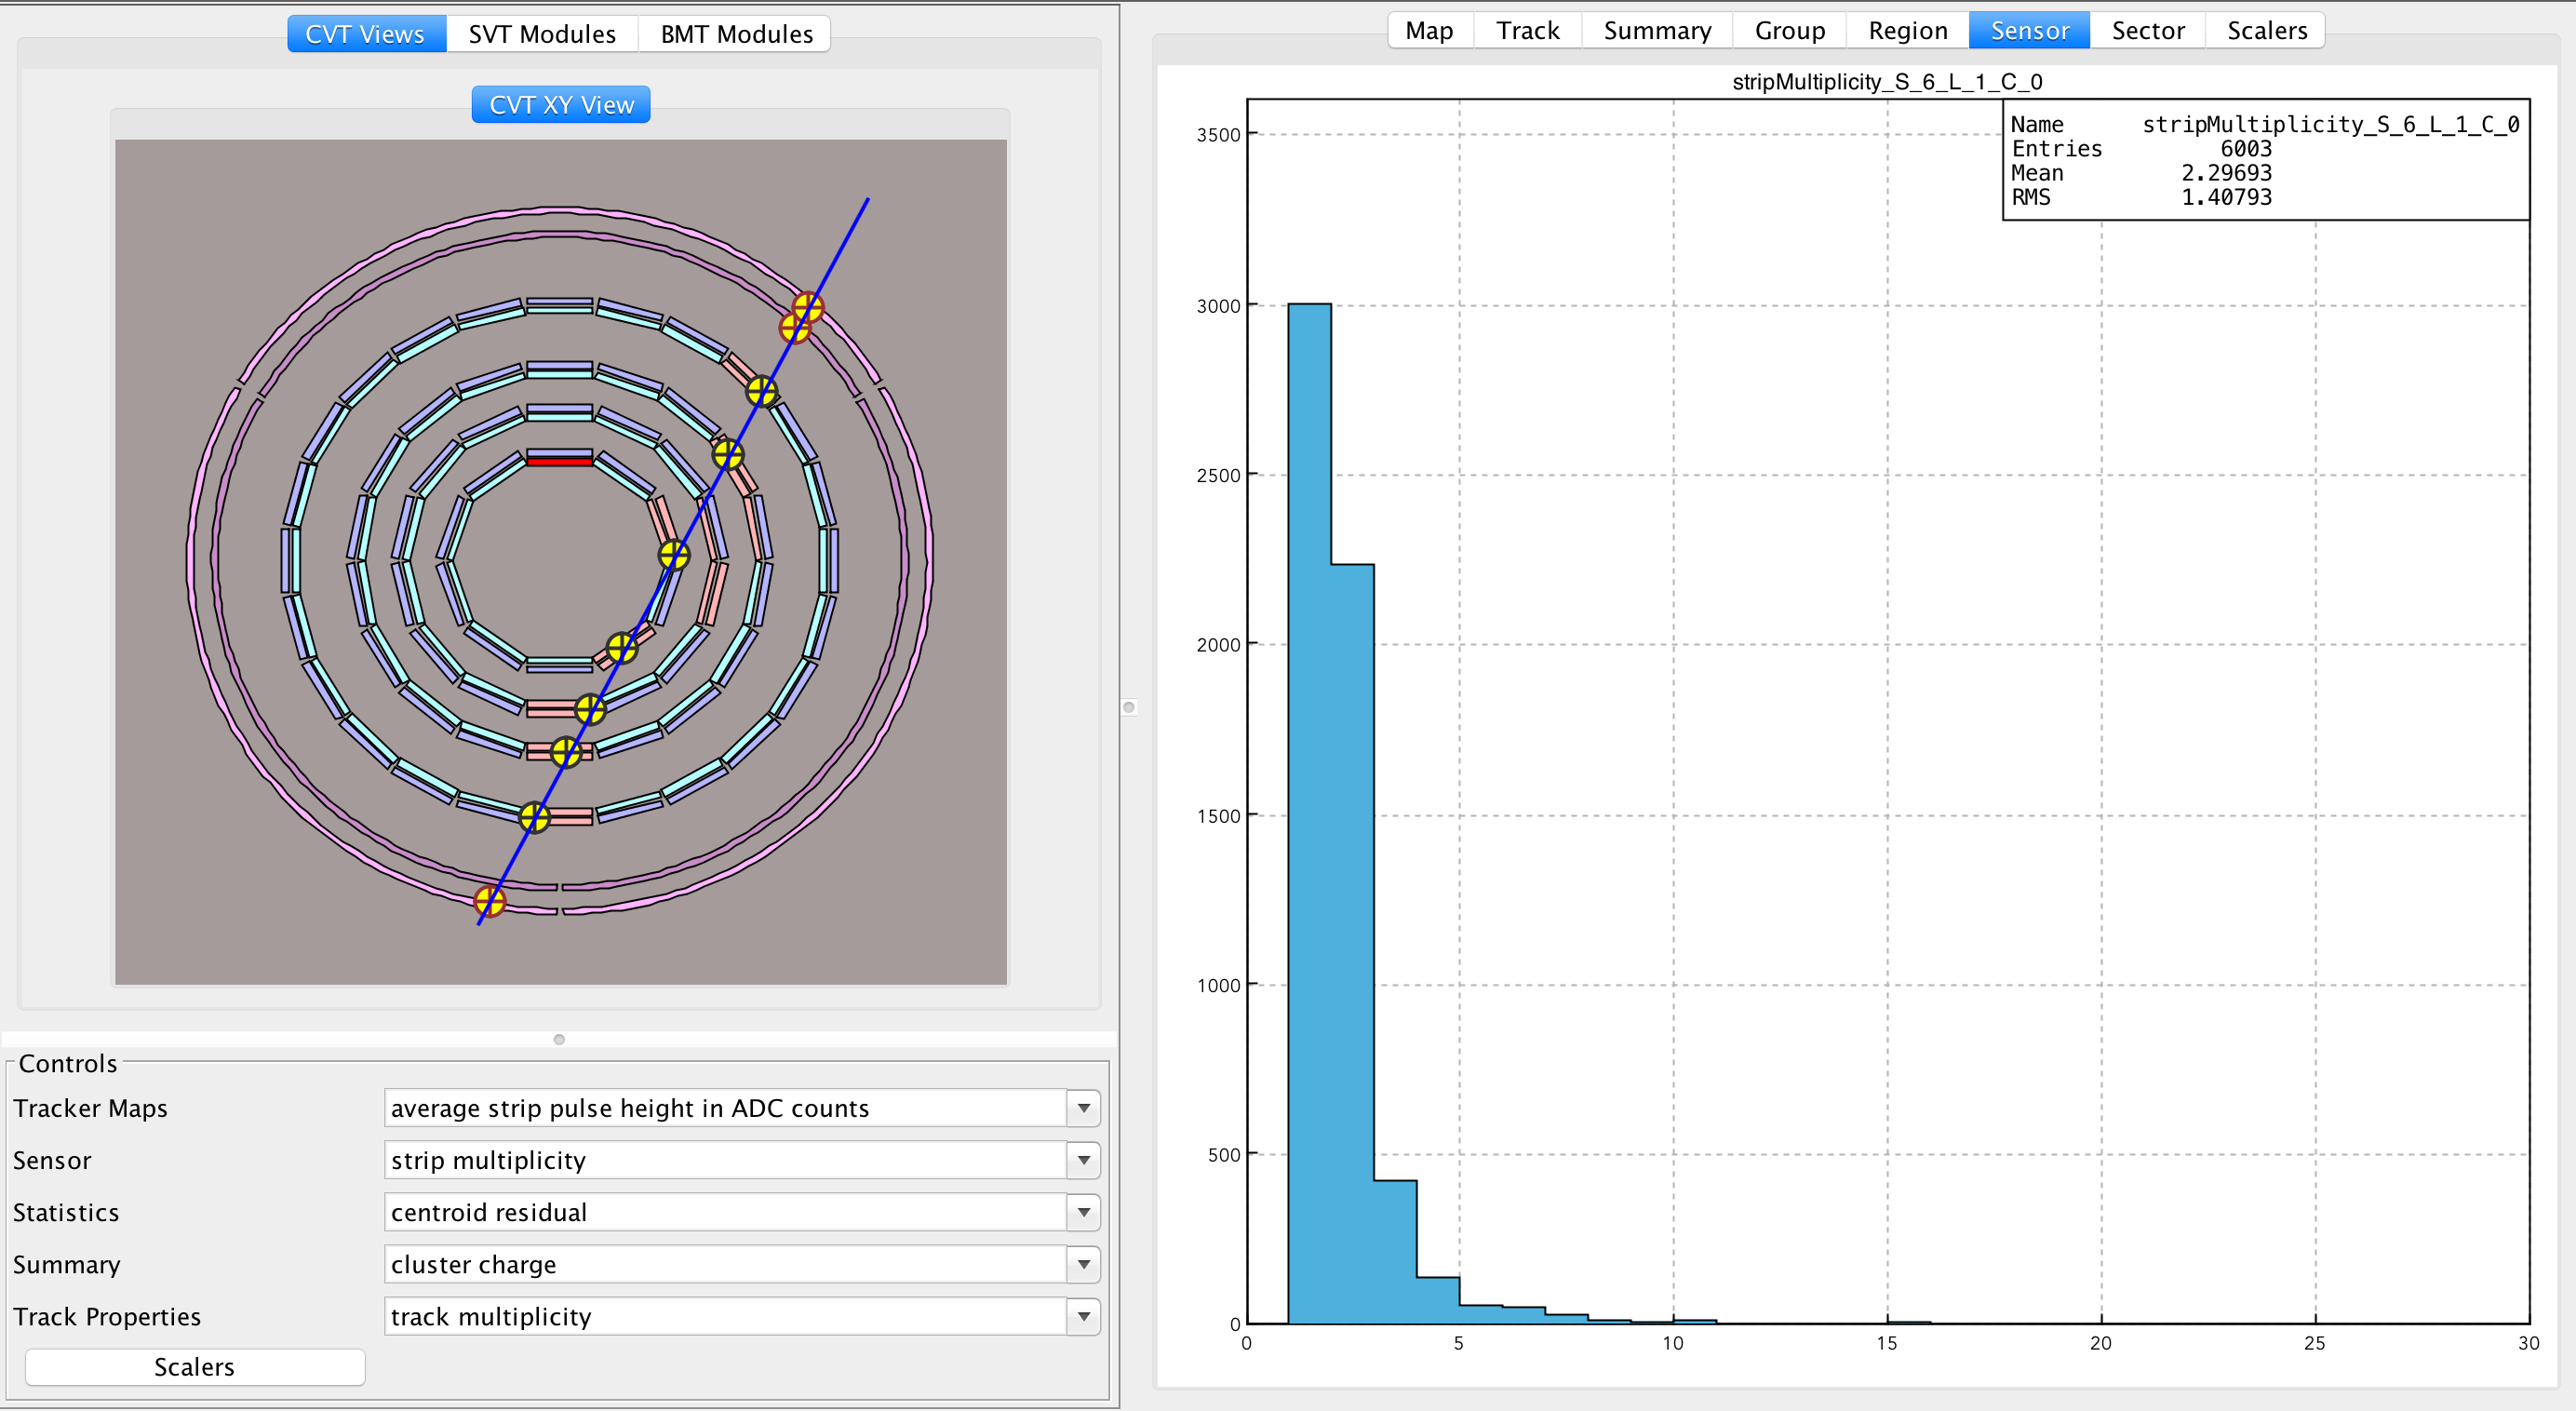 CVT Views SVT Modules BMT Modules
CVT XY View
Controls
Tracker Maps average strip pulse height in ADC counts
Sensor strip multiplicity
Statistics centroid residual
Summary cluster charge
Track Properties track multiplicity
Scalers
Map Track Summary Group Region Sensor Sector Scalers
stripMultiplicity_S_6_L_1_C_0
Name stripMultiplicity_S_6_L_1_C_0
Entries 6003
Mean 2.29693
RMS 1.40793
3500
3000
2500
2000
1500
1000
500
0
0 5 10 15 20 25 30